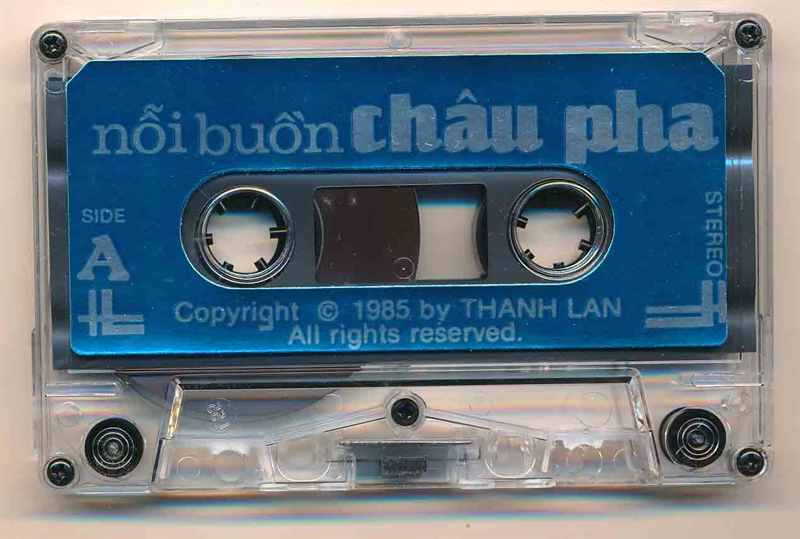 nỗi buồn châu pha
SIDE
A
STEREO
Copyright © 1985 by THANH LAN
All rights reserved.